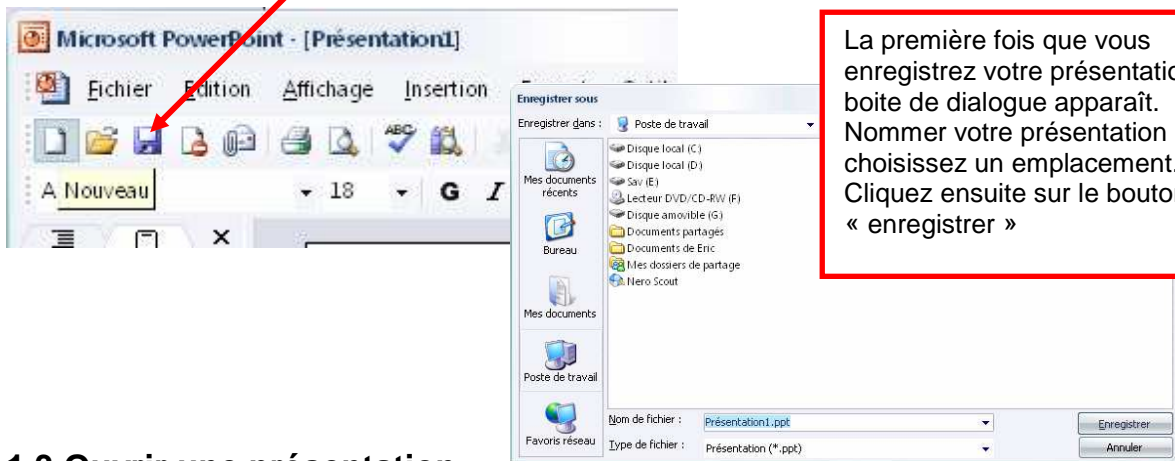 Microsoft PowerPoint - [Présentation1]
Fichier Edition Affichage Insertion
ABC
A Nouveau 18 G I
La première fois que vous
enregistrez votre présentatio
boite de dialogue apparaît.
Nommer votre présentation
choisissez un emplacement.
Cliquez ensuite sur le bouto
« enregistrer »
Enregistrer sous
Enregistrer dans : Poste de travail
Mes documents récents
Bureau
Mes documents
Poste de travail
Favoris réseau
Disque local (C:)
Disque local (D:)
Sav (E:)
Lecteur DVD/CD-RW (F:)
Disque amovible (G:)
Documents partagés
Documents de Eric
Mes dossiers de partage
Nero Scout
Nom de fichier : Présentation1.ppt Enregistrer
Type de fichier : Présentation (*.ppt) Annuler
Ouvrir une présentation